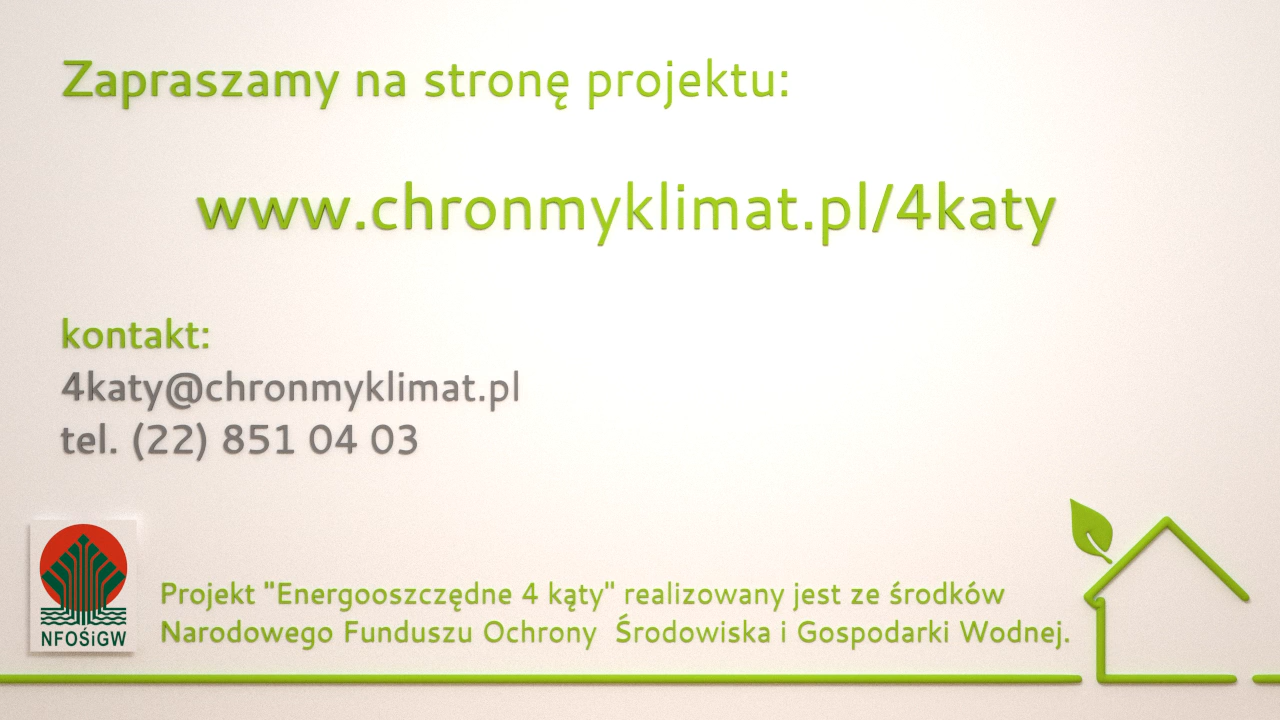 Zapraszamy na stronę projektu:
www.chronmyklimat.pl/4katy
kontakt:
4katy@chronmyklimat.pl
tel. (22) 851 04 03
NFOŚiGW
Projekt "Energooszczędne 4 kąty" realizowany jest ze środków
Narodowego Funduszu Ochrony Środowiska i Gospodarki Wodnej.